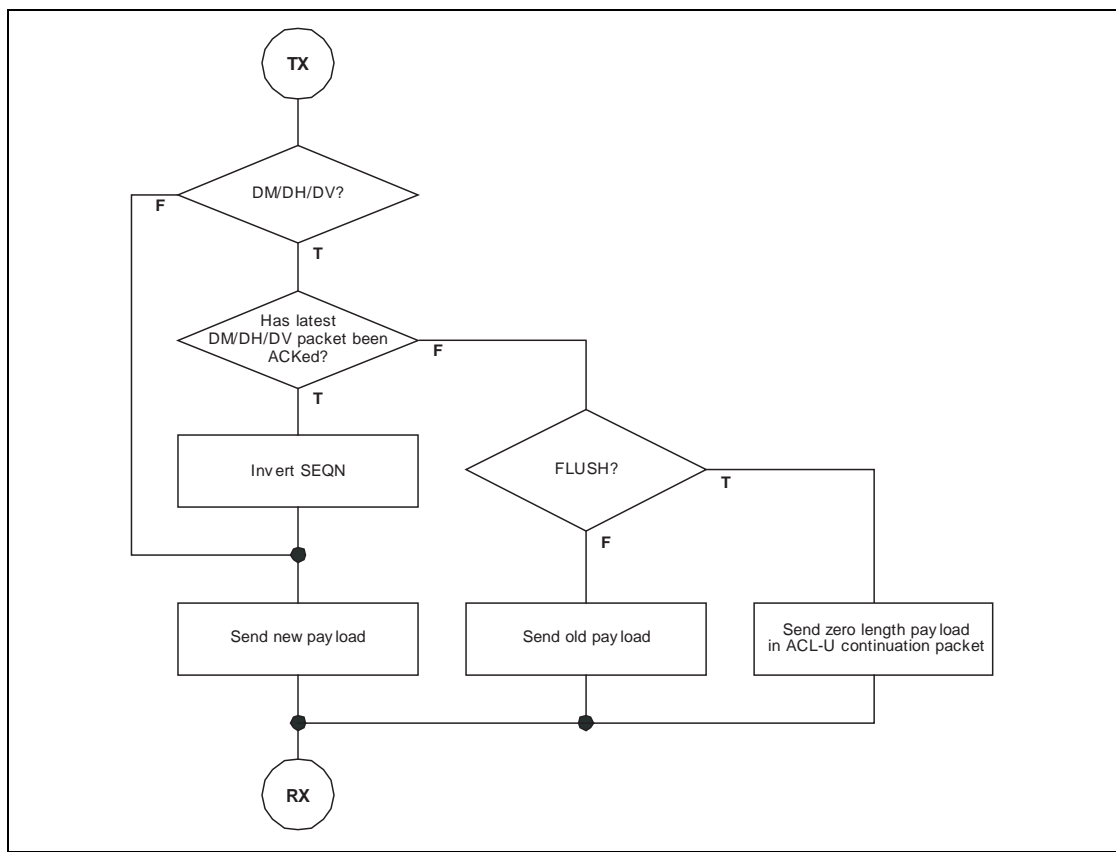 TX
DM/DH/DV?
F
T
Has latest
DM/DH/DV packet been
ACKed?
F
T
Invert SEQN
FLUSH?
T
F
Send new payload
Send old payload
Send zero length payload
in ACL-U continuation packet
RX